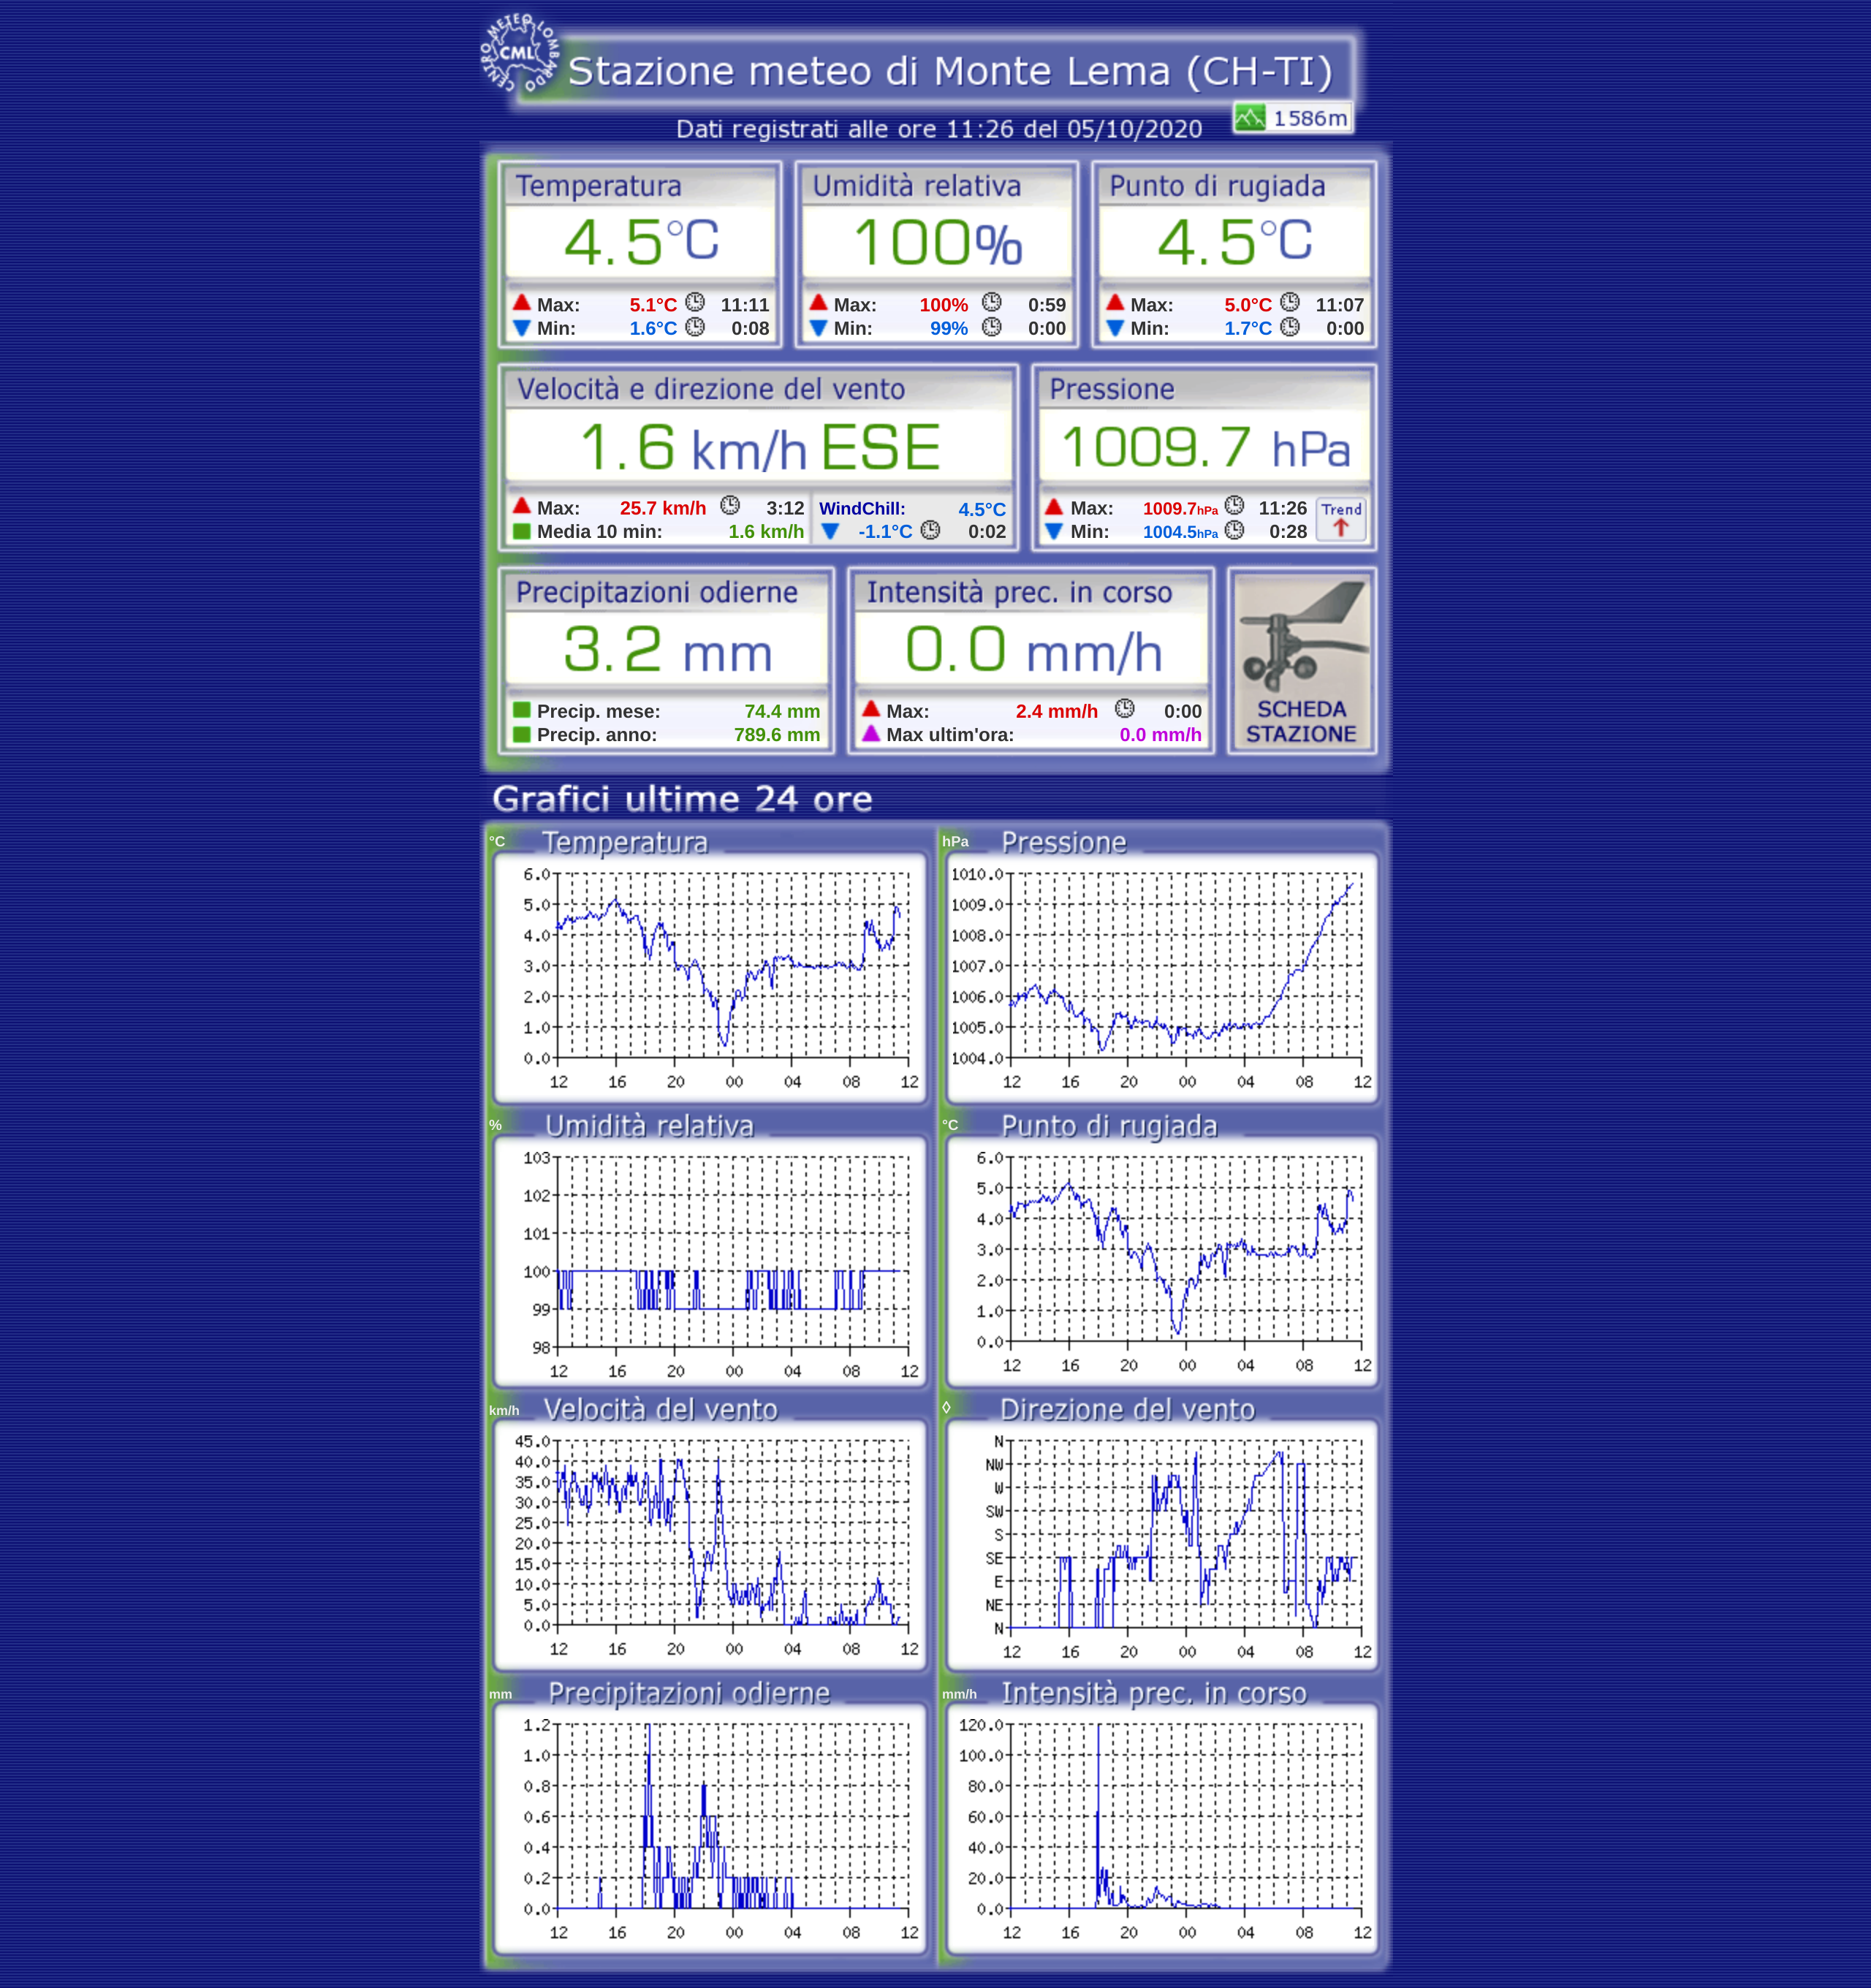 CENTRO METEO LOMBARDO
CML
Stazione meteo di Monte Lema (CH-TI)
1586m
Dati registrati alle ore 11:26 del 05/10/2020
Temperatura
4.5°C
Max: 5.1°C 11:11
Min: 1.6°C 0:08
Umidità relativa
100%
Max: 100% 0:59
Min: 99% 0:00
Punto di rugiada
4.5°C
Max: 5.0°C 11:07
Min: 1.7°C 0:00
Velocità e direzione del vento
1.6 km/h ESE
Max: 25.7 km/h 3:12
Media 10 min: 1.6 km/h
WindChill: 4.5°C
-1.1°C 0:02
Pressione
1009.7 hPa
Max: 1009.7hPa 11:26
Min: 1004.5hPa 0:28
Trend
Precipitazioni odierne
3.2 mm
Precip. mese: 74.4 mm
Precip. anno: 789.6 mm
Intensità prec. in corso
0.0 mm/h
Max: 2.4 mm/h 0:00
Max ultim'ora: 0.0 mm/h
SCHEDA
STAZIONE
Grafici ultime 24 ore
°C Temperatura
6.0
5.0
4.0
3.0
2.0
1.0
0.0
12 16 20 00 04 08 12
hPa Pressione
1010.0
1009.0
1008.0
1007.0
1006.0
1005.0
1004.0
12 16 20 00 04 08 12
% Umidità relativa
103
102
101
100
99
98
12 16 20 00 04 08 12
°C Punto di rugiada
6.0
5.0
4.0
3.0
2.0
1.0
0.0
12 16 20 00 04 08 12
km/h Velocità del vento
45.0
40.0
35.0
30.0
25.0
20.0
15.0
10.0
5.0
0.0
12 16 20 00 04 08 12
◊ Direzione del vento
N
NW
W
SW
S
SE
E
NE
N
12 16 20 00 04 08 12
mm Precipitazioni odierne
1.2
1.0
0.8
0.6
0.4
0.2
0.0
12 16 20 00 04 08 12
mm/h Intensità prec. in corso
120.0
100.0
80.0
60.0
40.0
20.0
0.0
12 16 20 00 04 08 12